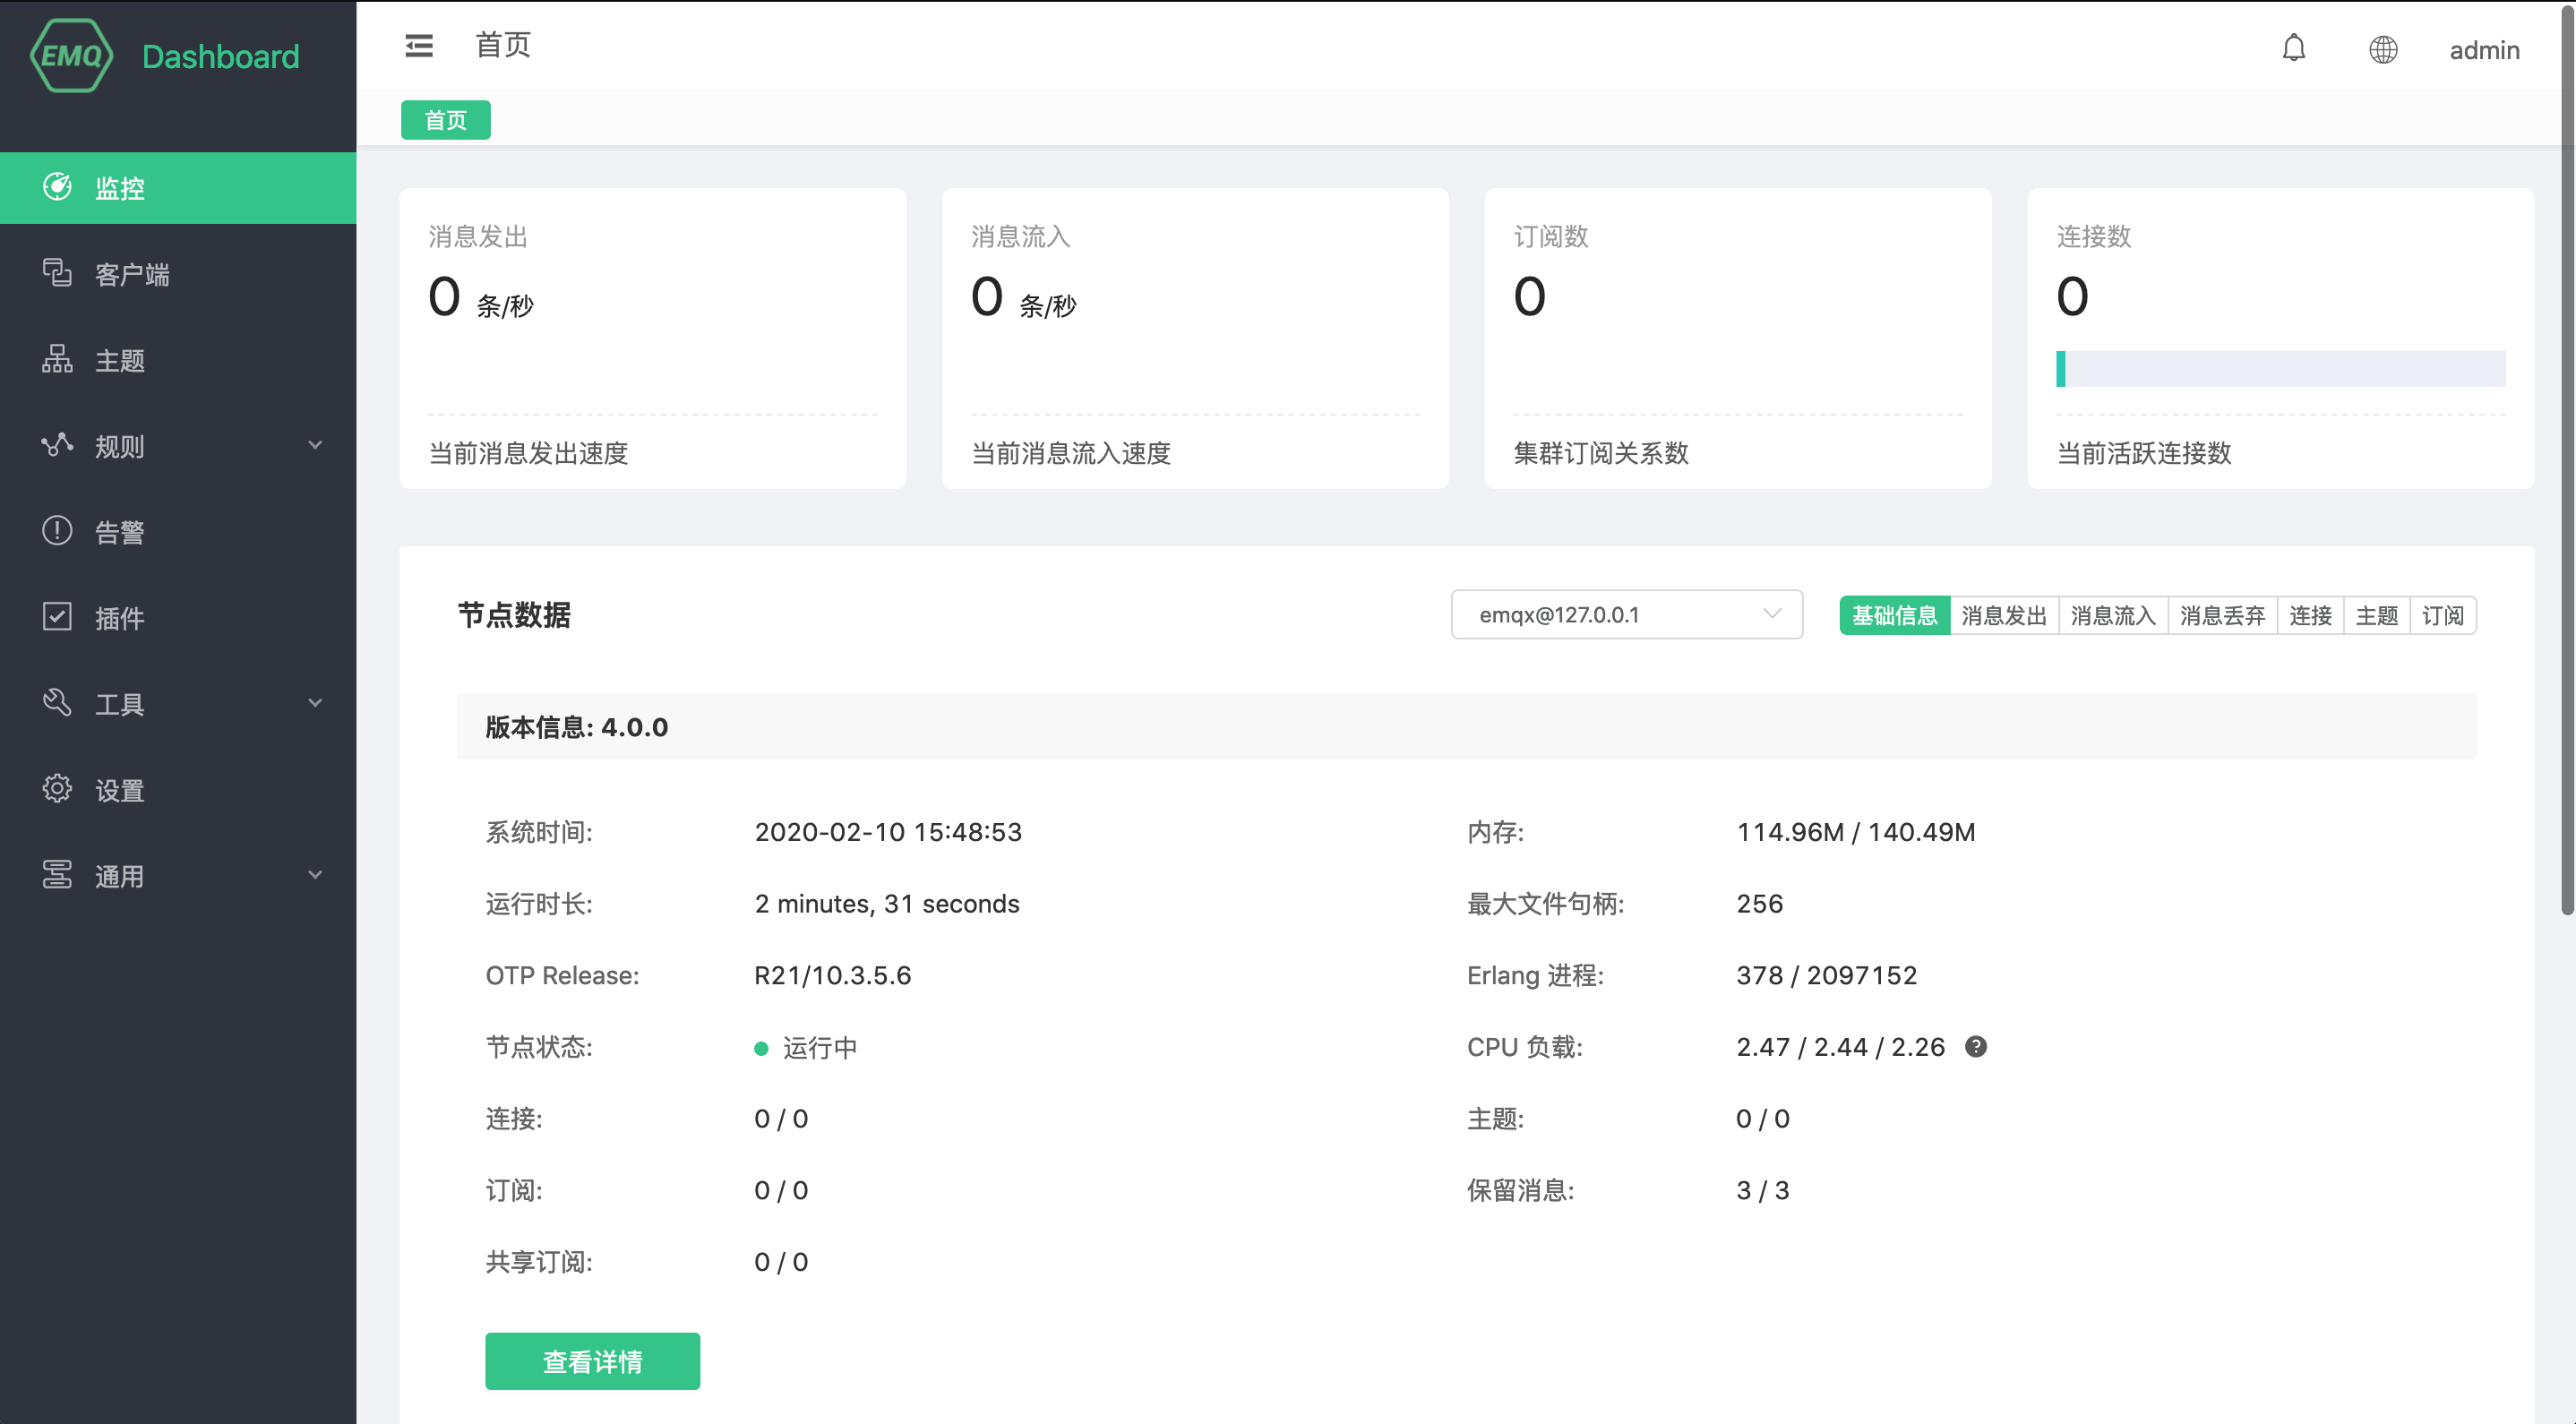 EMQ Dashboard
首页
admin
首页
监控
客户端
主题
规则
告警
插件
工具
设置
通用
消息发出
0 条/秒
当前消息发出速度
消息流入
0 条/秒
当前消息流入速度
订阅数
0
集群订阅关系数
连接数
0
当前活跃连接数
节点数据
emqx@127.0.0.1
基础信息 消息发出 消息流入 消息丢弃 连接 主题 订阅
版本信息: 4.0.0
系统时间: 2020-02-10 15:48:53
内存: 114.96M / 140.49M
运行时长: 2 minutes, 31 seconds
最大文件句柄: 256
OTP Release: R21/10.3.5.6
Erlang 进程: 378 / 2097152
节点状态: 运行中
CPU 负载: 2.47 / 2.44 / 2.26 ?
连接: 0 / 0
主题: 0 / 0
订阅: 0 / 0
保留消息: 3 / 3
共享订阅: 0 / 0
查看详情